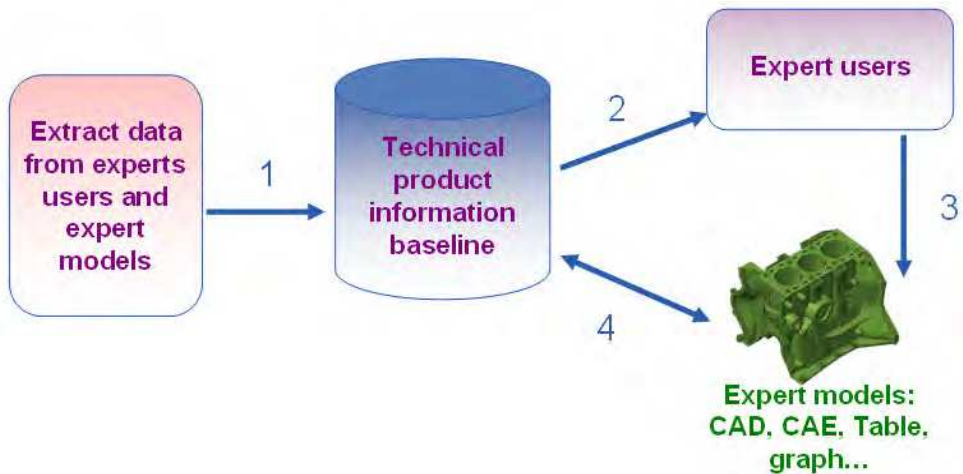 Extract data
from experts
users and
expert
models
1
Technical
product
information
baseline
2
Expert users
3
4
Expert models:
CAD, CAE, Table,
graph...